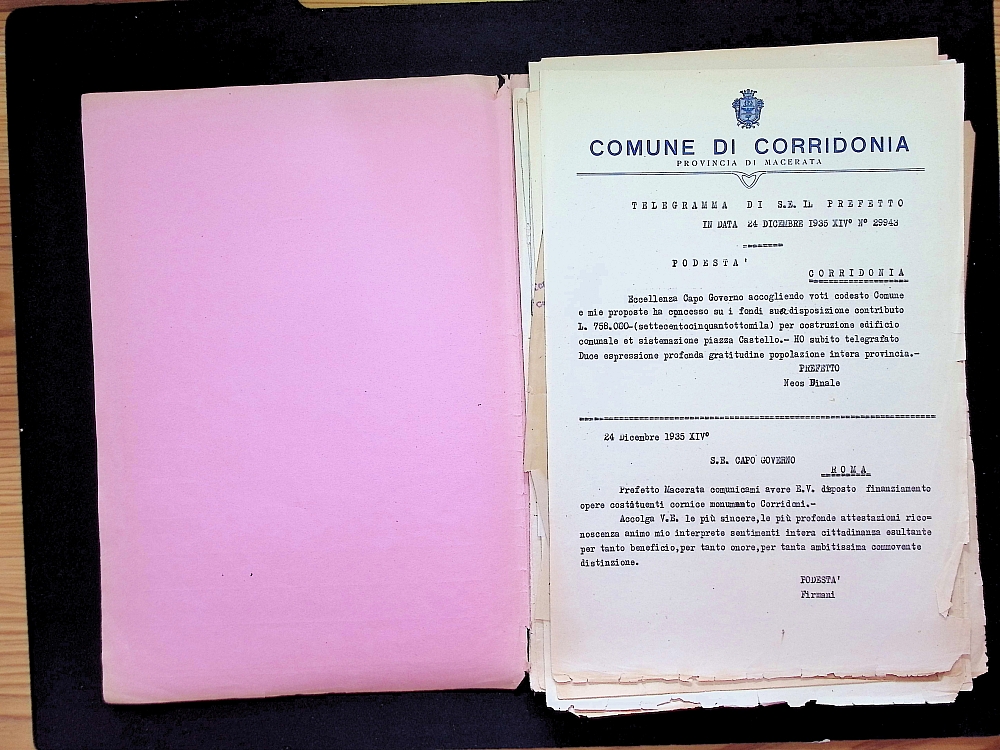 COMUNE DI CORRIDONIA
PROVINCIA DI MACERATA
TELEGRAMMA DI S.E. IL PREFETTO
IN DATA 24 DICEMBRE 1935 XIV° N° 29943
PODESTA'
CORRIDONIA
Eccellenza Capo Governo accogliendo voti codesto Comune
e mie proposte ha concesso su i fondi sua disposizione contributo
L. 758.000-(settecentocinquantottomila) per costruzione edificio
comunale et sistemazione piazza Castello.- HO subito telegrafato
Duce espressione profonda gratitudine popolazione intera provincia.-
PREFETTO
Neos Dinale
24 Dicembre 1935 XIV°
S.E. CAPO GOVERNO
ROMA
Prefetto Macerata comunicami avere E.V. disposto finanziamento
opere costituenti cornice monumento Corridoni.-
Accolga V.E. le più sincere,le più profonde attestazioni rico=
noscenza animo mio interprete sentimenti intera cittadinanza esultante
per tanto beneficio,per tanto onore,per tanta ambitissima commovente
distinzione.
PODESTA'
Firmani